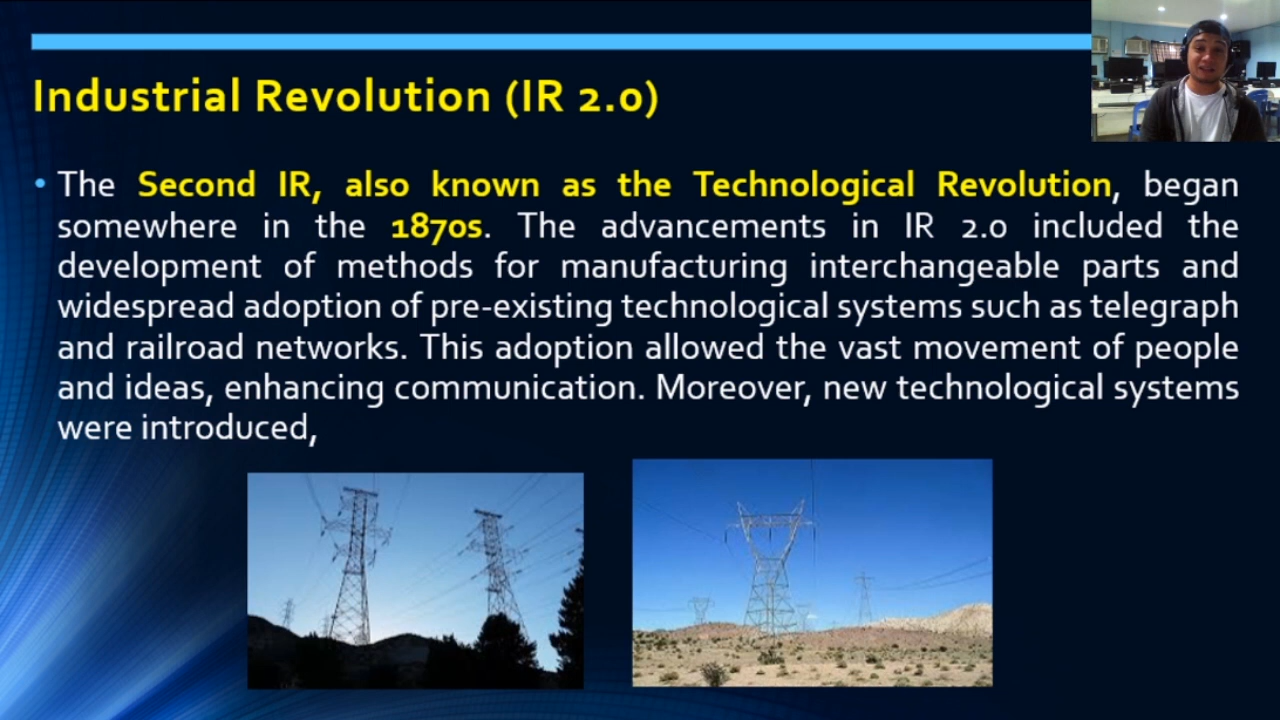 Industrial Revolution (IR 2.0)
• The Second IR, also known as the Technological Revolution, began
somewhere in the 1870s. The advancements in IR 2.0 included the
development of methods for manufacturing interchangeable parts and
widespread adoption of pre-existing technological systems such as telegraph
and railroad networks. This adoption allowed the vast movement of people
and ideas, enhancing communication. Moreover, new technological systems
were introduced,